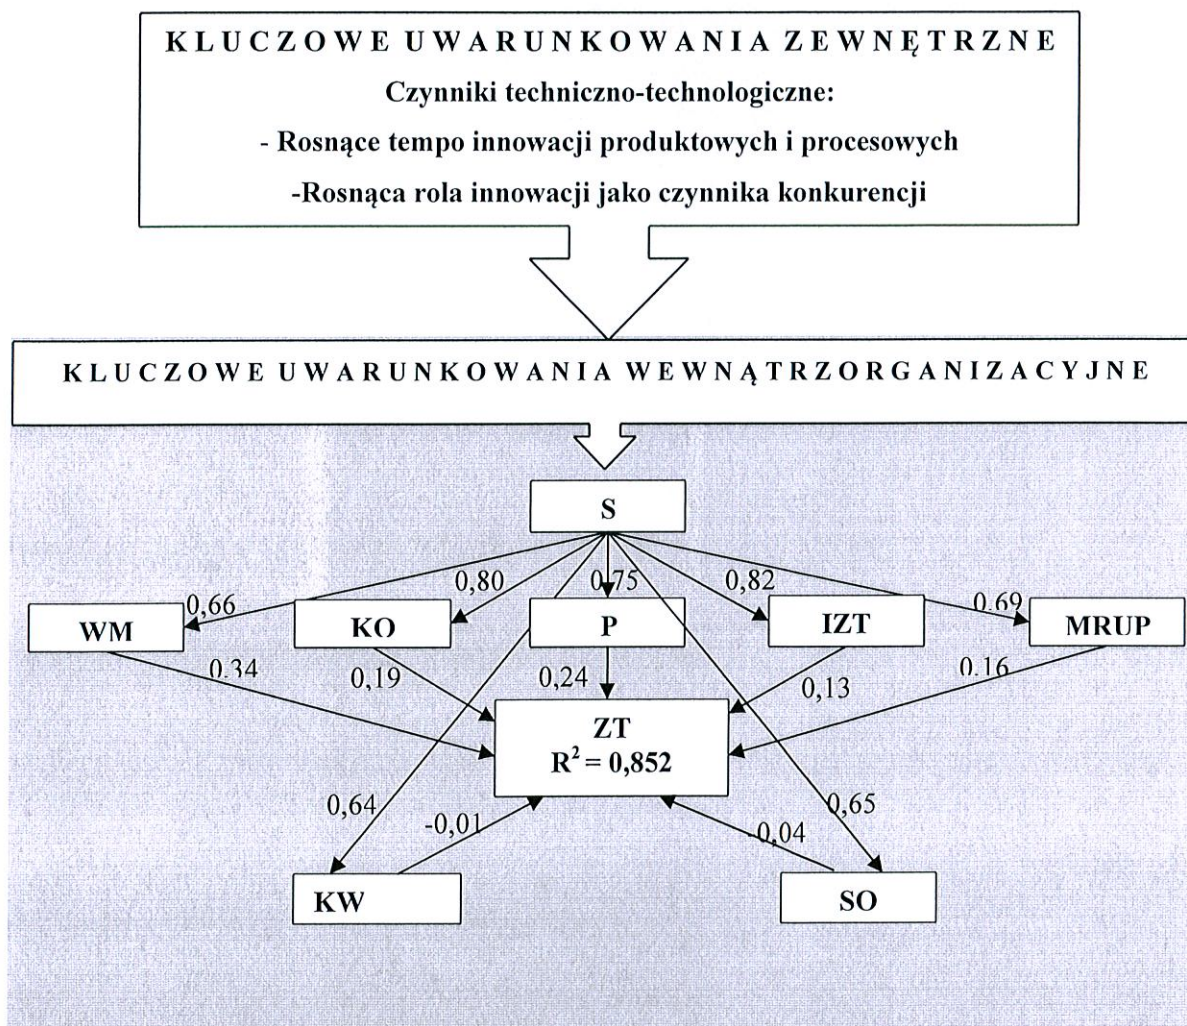 KLUCZOWE UWARUNKOWANIA ZEWNĘTRZNE
Czynniki techniczno-technologiczne:
- Rosnące tempo innowacji produktowych i procesowych
-Rosnąca rola innowacji jako czynnika konkurencji
KLUCZOWE UWARUNKOWANIA WEWNĄTRZORGANIZACYJNE
S
0,80
0,75
0,82
0,66
0,69
WM
KO
P
IZT
MRUP
0,34
0,19
0,24
0,13
0,16
ZT
R² = 0,852
0,64
-0,01
-0,04
0,65
KW
SO